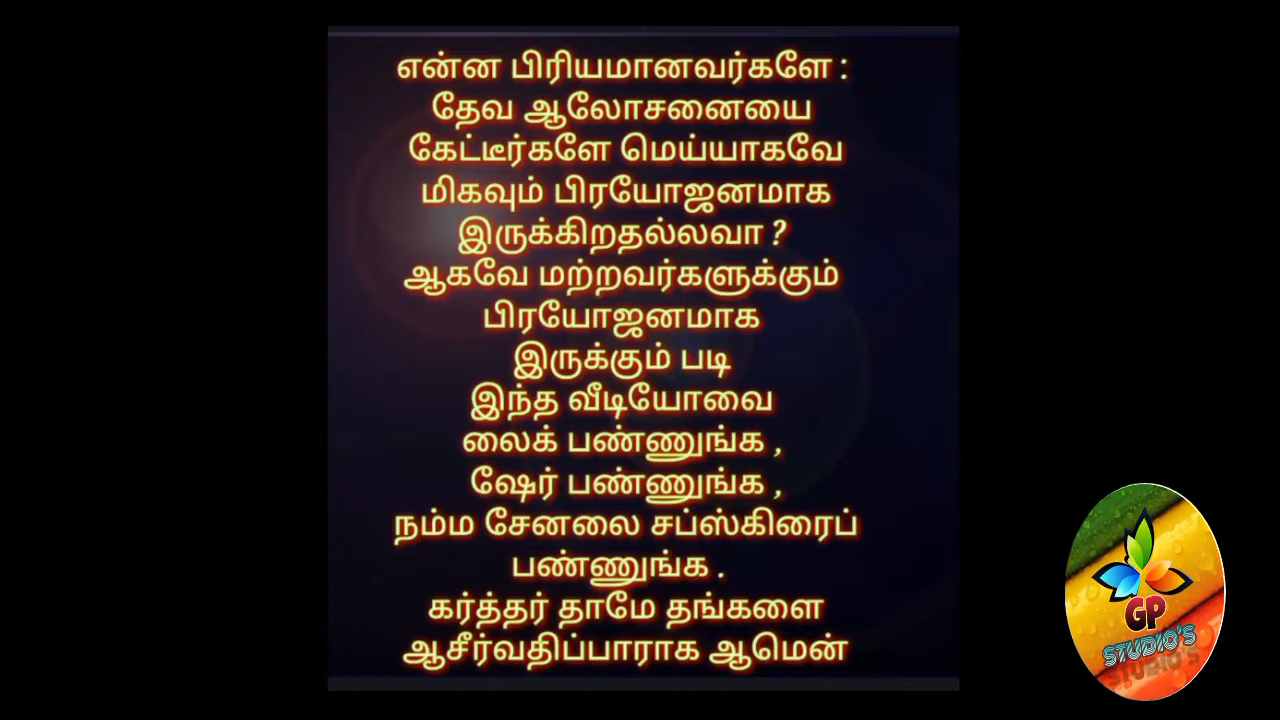 என்ன பிரியமானவர்களே :
தேவ ஆலோசனையை
கேட்டீர்களே மெய்யாகவே
மிகவும் பிரயோஜனமாக
இருக்கிறதல்லவா ?
ஆகவே மற்றவர்களுக்கும்
பிரயோஜனமாக
இருக்கும் படி
இந்த வீடியோவை
லைக் பண்ணுங்க ,
ஷேர் பண்ணுங்க ,
நம்ம சேனலை சப்ஸ்கிரைப்
பண்ணுங்க .
கர்த்தர் தாமே தங்களை
ஆசீர்வதிப்பாராக ஆமென்
GP
STUDIO'S